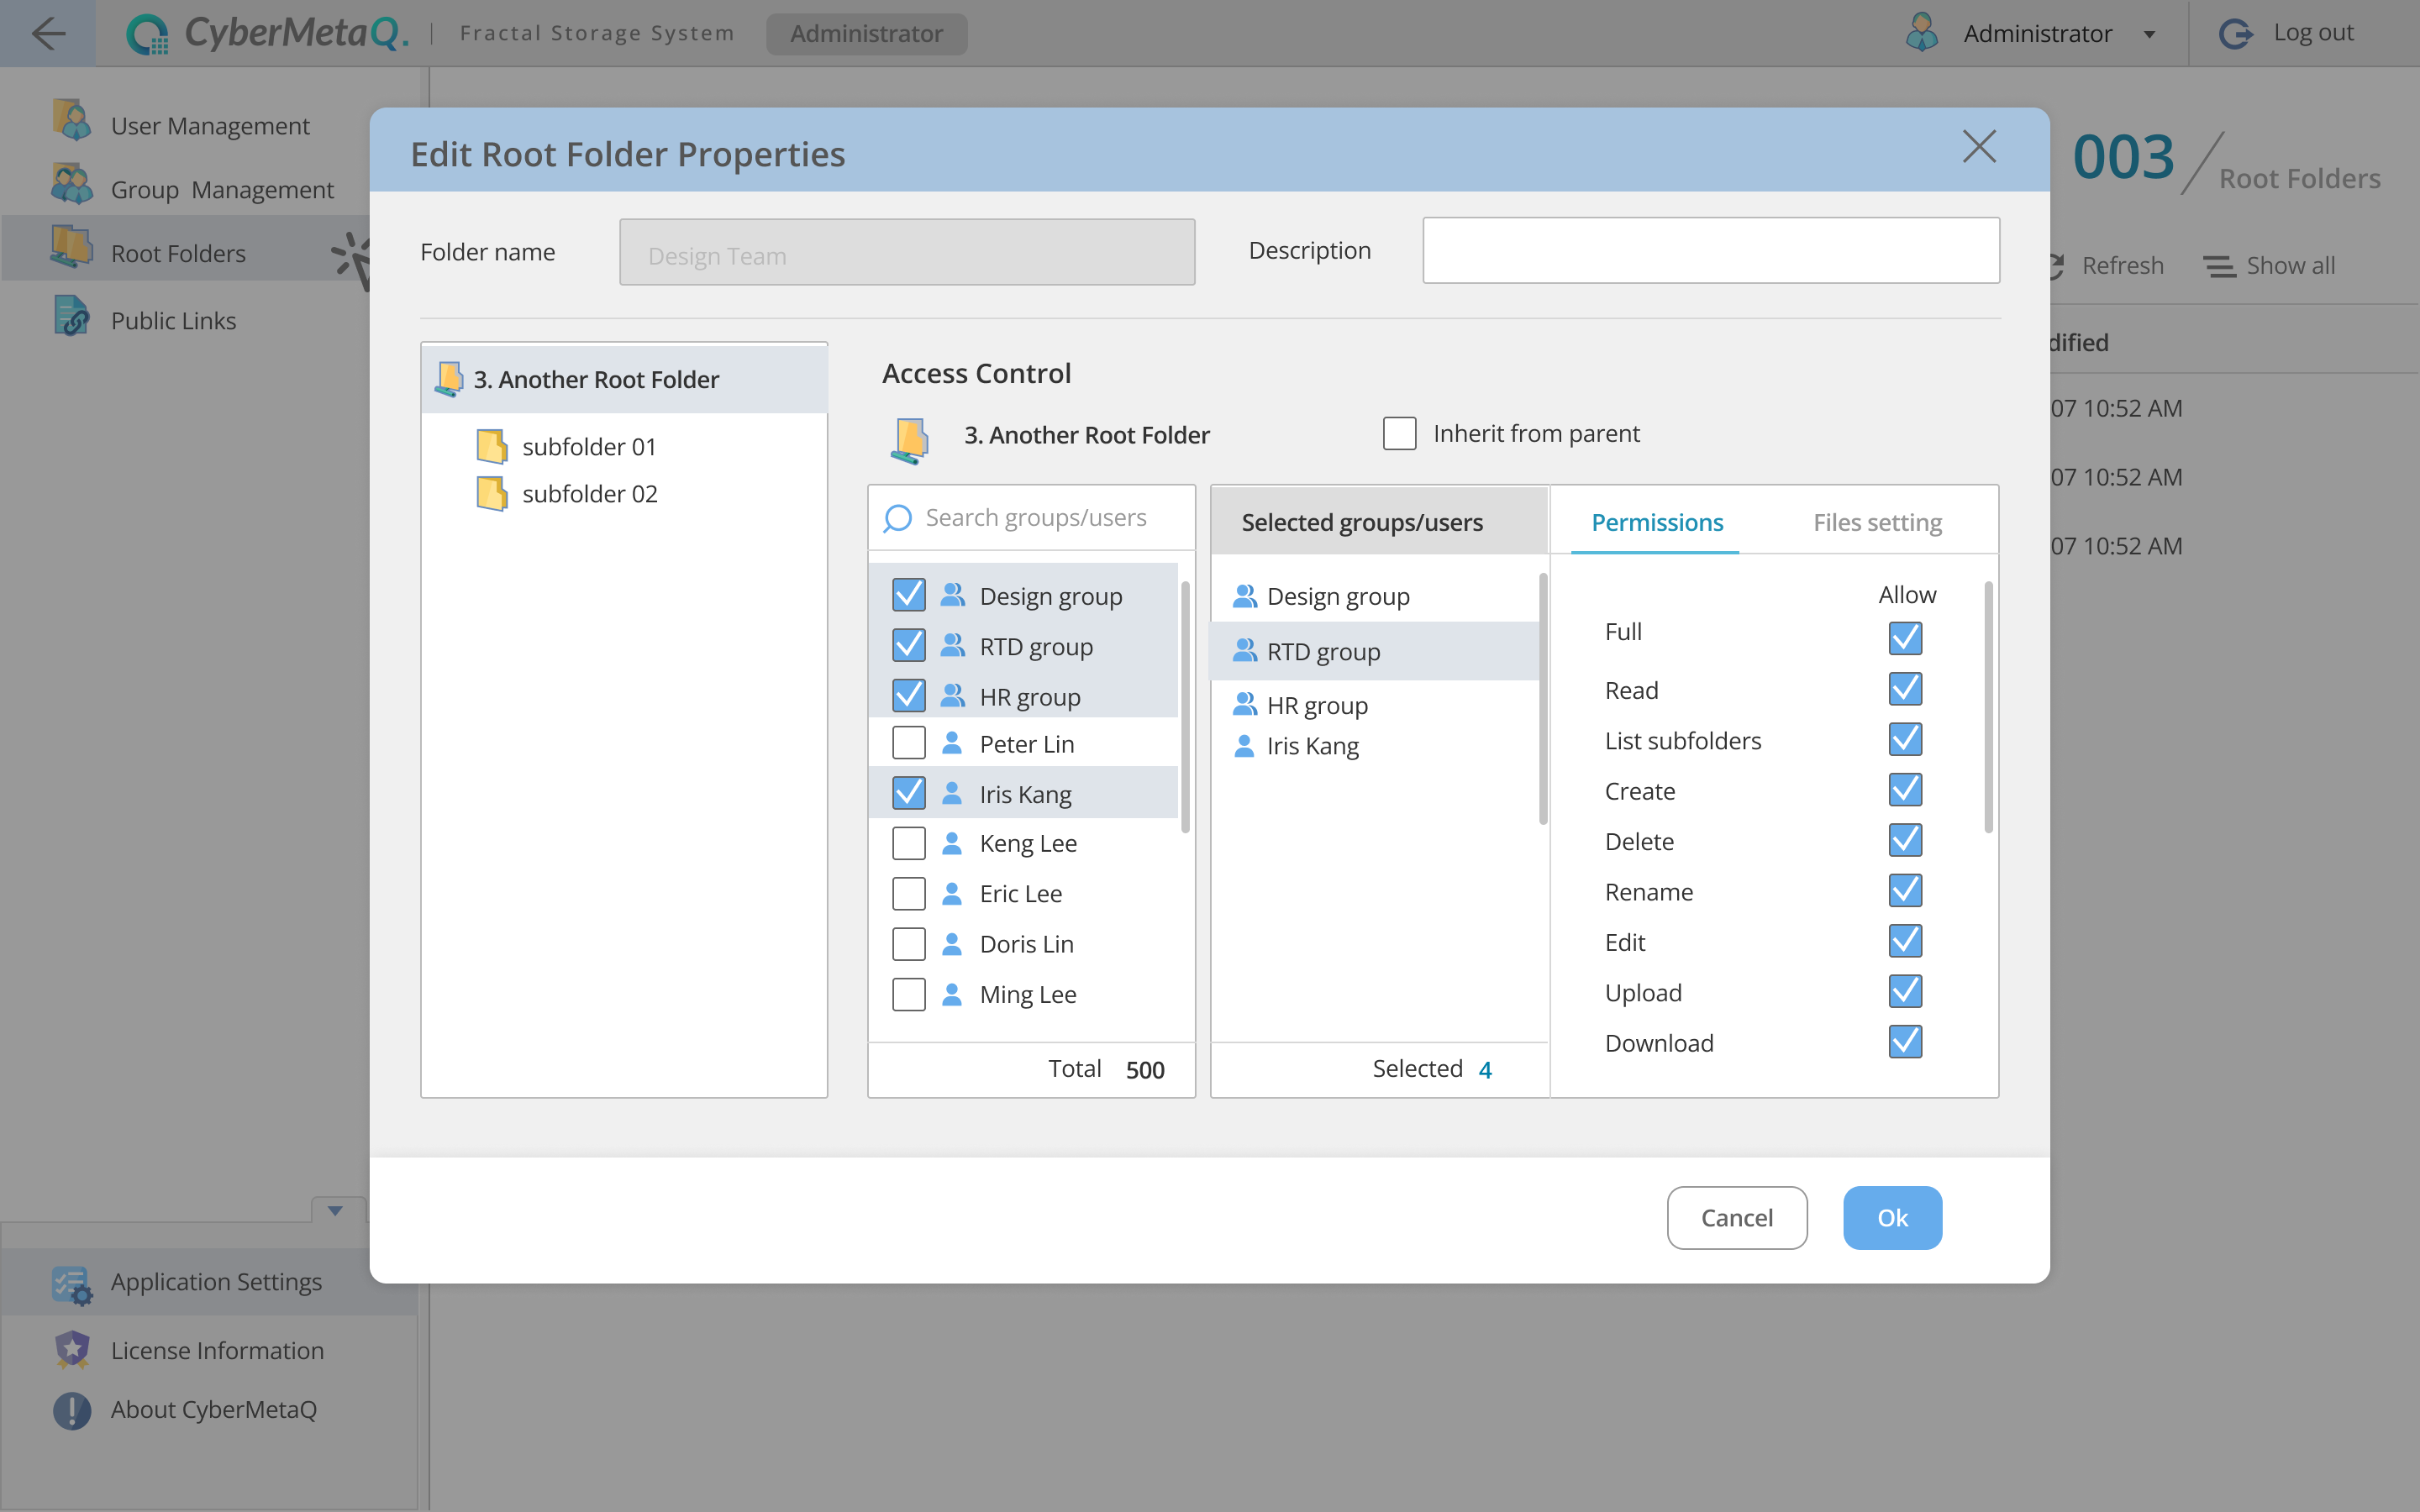 CyberMetaQ.
Fractal Storage System
Administrator
Administrator
Log out
User Management
Group Management
Root Folders
Public Links
Application Settings
License Information
About CyberMetaQ
003
Root Folders
Refresh
Show all
dified
07 10:52 AM
07 10:52 AM
07 10:52 AM
Edit Root Folder Properties
Folder name
Design Team
Description
3. Another Root Folder
subfolder 01
subfolder 02
Access Control
3. Another Root Folder
Inherit from parent
Search groups/users
Design group
RTD group
HR group
Peter Lin
Iris Kang
Keng Lee
Eric Lee
Doris Lin
Ming Lee
Total 500
Selected groups/users
Design group
RTD group
HR group
Iris Kang
Selected 4
Permissions
Files setting
Allow
Full
Read
List subfolders
Create
Delete
Rename
Edit
Upload
Download
Cancel
Ok